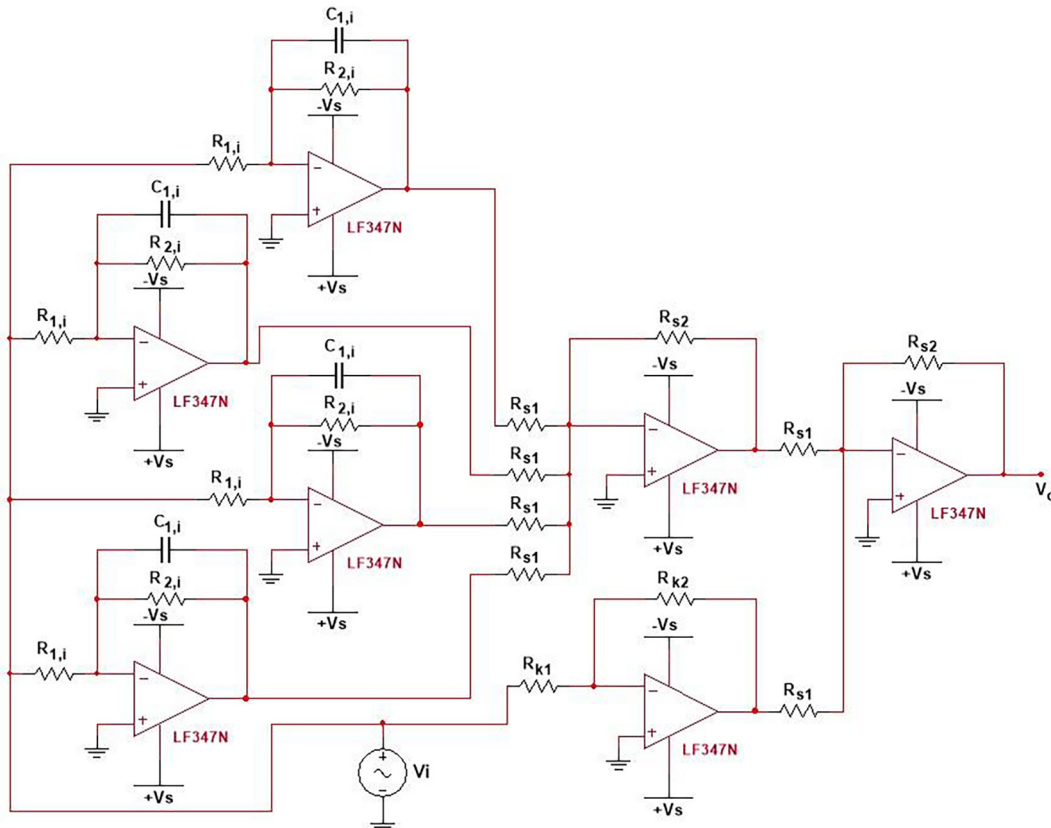 C1,i
R2,i
-Vs
R1,i
LF347N
+Vs
C1,i
R2,i
-Vs
R1,i
LF347N
+Vs
C1,i
R2,i
-Vs
R1,i
LF347N
+Vs
C1,i
R2,i
-Vs
R1,i
LF347N
+Vs
Rs1
Rs1
Rs1
Rs1
Rs2
-Vs
LF347N
+Vs
Rs1
Rs2
-Vs
LF347N
+Vs
Rk2
-Vs
Rk1
LF347N
+Vs
Rs1
Vi